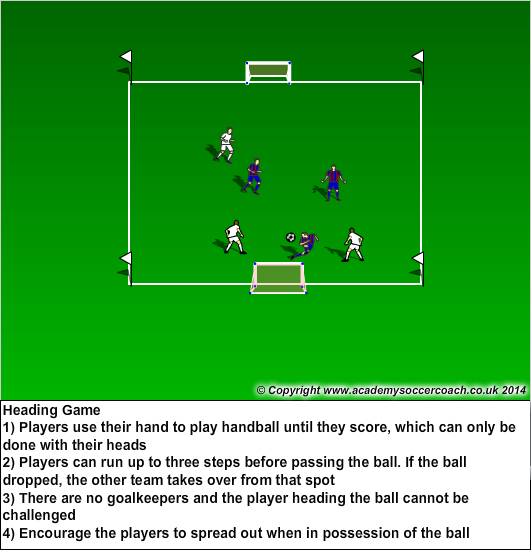 © Copyright www.academysoccercoach.co.uk 2014
Heading Game
1) Players use their hand to play handball until they score, which can only be
done with their heads
2) Players can run up to three steps before passing the ball. If the ball
dropped, the other team takes over from that spot
3) There are no goalkeepers and the player heading the ball cannot be
challenged
4) Encourage the players to spread out when in possession of the ball